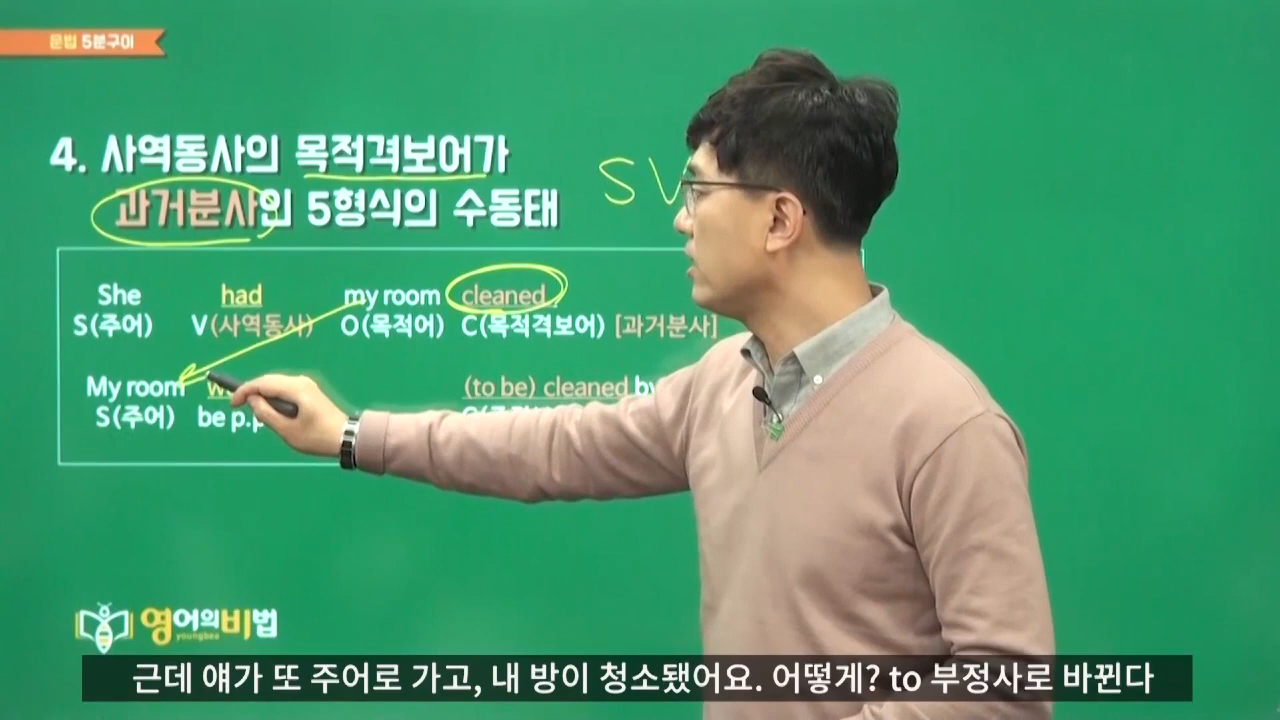 문법 5분구이
4. 사역동사의 목적격보어가
과거분사인 5형식의 수동태
S V
She had my room cleaned
S(주어) V(사역동사) O(목적어) C(목적격보어) [과거분사]
My room (to be) cleaned by
S(주어) be p.p
영어의비법
youngbee
근데 얘가 또 주어로 가고, 내 방이 청소됐어요. 어떻게? to 부정사로 바뀐다